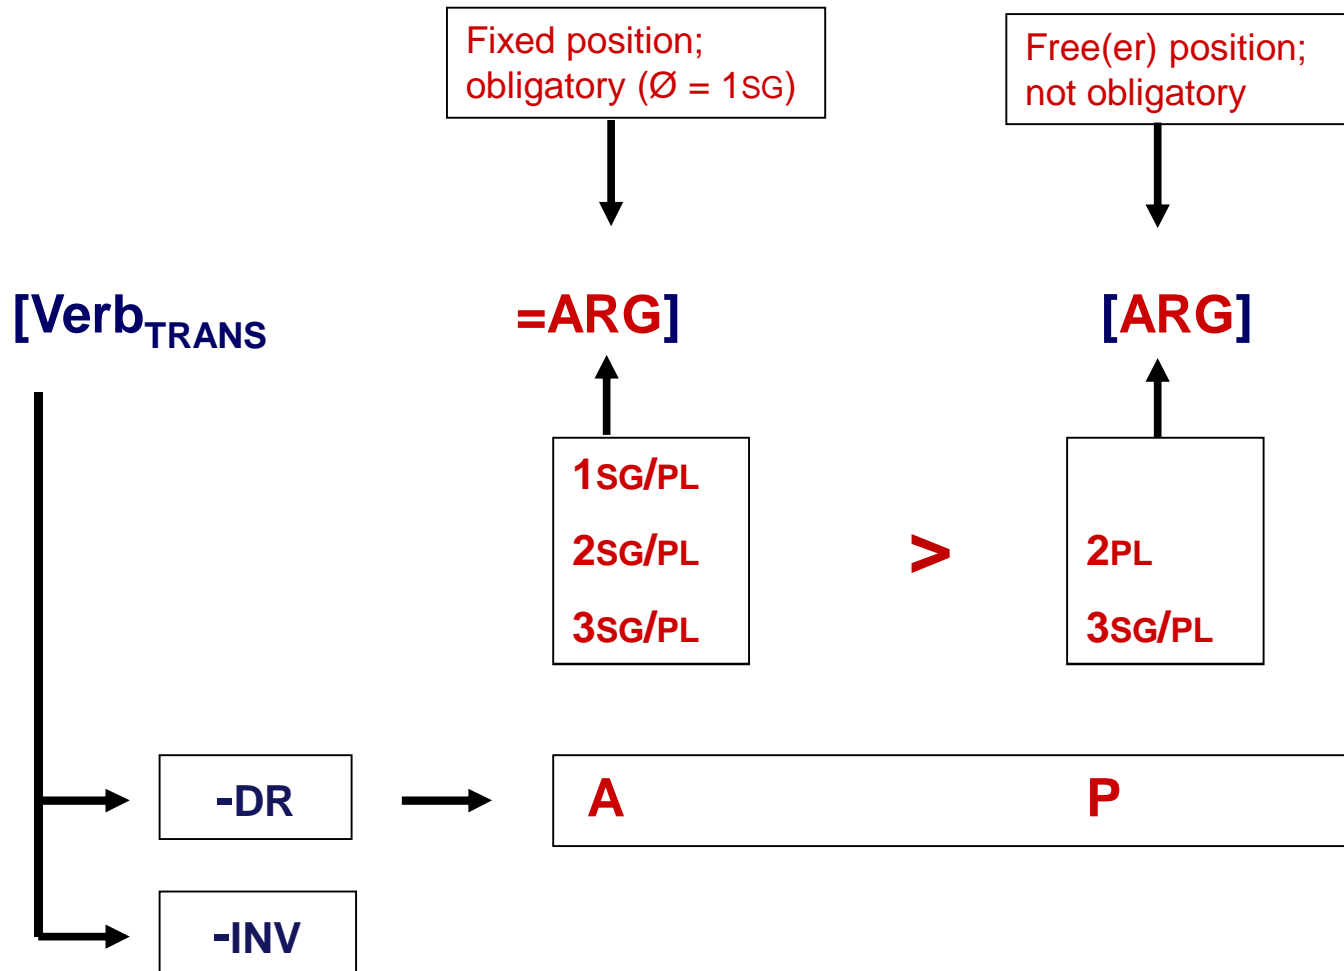 Fixed position;
obligatory (Ø = 1SG)
Free(er) position;
not obligatory
[VerbTRANS
=ARG]
[ARG]
1SG/PL
2SG/PL
3SG/PL
>
2PL
3SG/PL
-DR
A
P
-INV